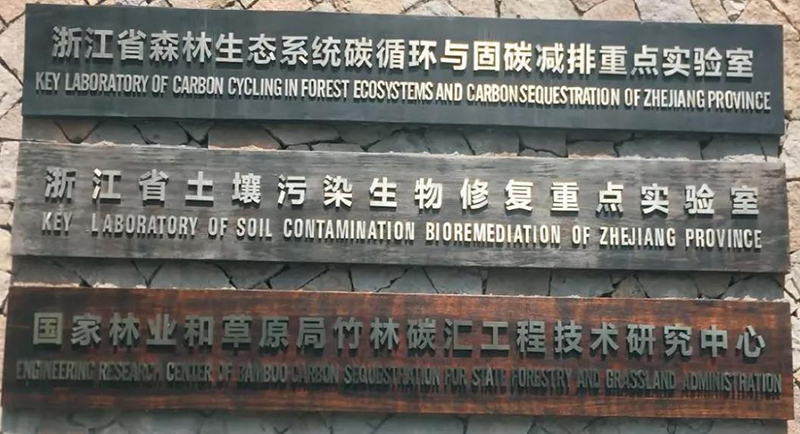 浙江省森林生态系统碳循环与固碳减排重点实验室
KEY LABORATORY OF CARBON CYCLING IN FOREST ECOSYSTEMS AND CARBON SEQUESTRATION OF ZHEJIANG PROVINCE
浙江省土壤污染生物修复重点实验室
KEY LABORATORY OF SOIL CONTAMINATION BIOREMEDIATION OF ZHEJIANG PROVINCE
国家林业和草原局竹林碳汇工程技术研究中心
ENGINEERING RESEARCH CENTER OF BAMBOO CARBON SEQUESTRATION FOR STATE FORESTRY AND GRASSLAND ADMINISTRATION